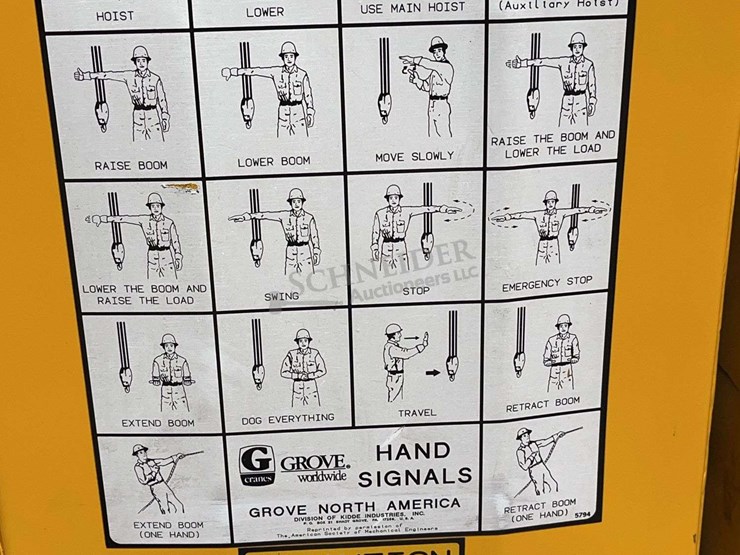 HOIST
LOWER
USE MAIN HOIST
(Auxiliary Hoist)
RAISE BOOM
LOWER BOOM
MOVE SLOWLY
RAISE THE BOOM AND
LOWER THE LOAD
LOWER THE BOOM AND
RAISE THE LOAD
SWING
STOP
EMERGENCY STOP
SCHNEIDER
Auctioneers LLC
EXTEND BOOM
DOG EVERYTHING
TRAVEL
RETRACT BOOM
EXTEND BOOM
(ONE HAND)
G GROVE.
cranes worldwide
HAND
SIGNALS
GROVE NORTH AMERICA
DIVISION OF KIDDE INDUSTRIES, INC.
Reprinted by permission of
The American Society of Mechanical Engineers
RETRACT BOOM
(ONE HAND) 5794